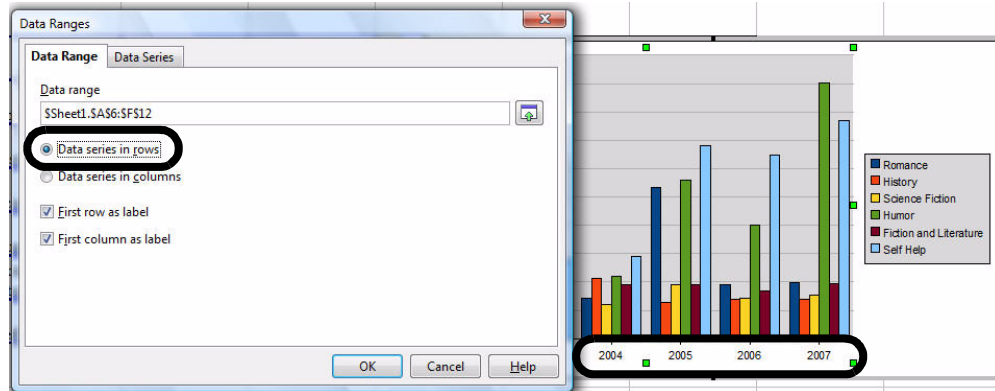 Data Ranges
Data Range Data Series
Data range
$Sheet1.$A$6:$F$12
Data series in rows
Data series in columns
First row as label
First column as label
OK Cancel Help
Romance
History
Science Fiction
Humor
Fiction and Literature
Self Help
2004 2005 2006 2007